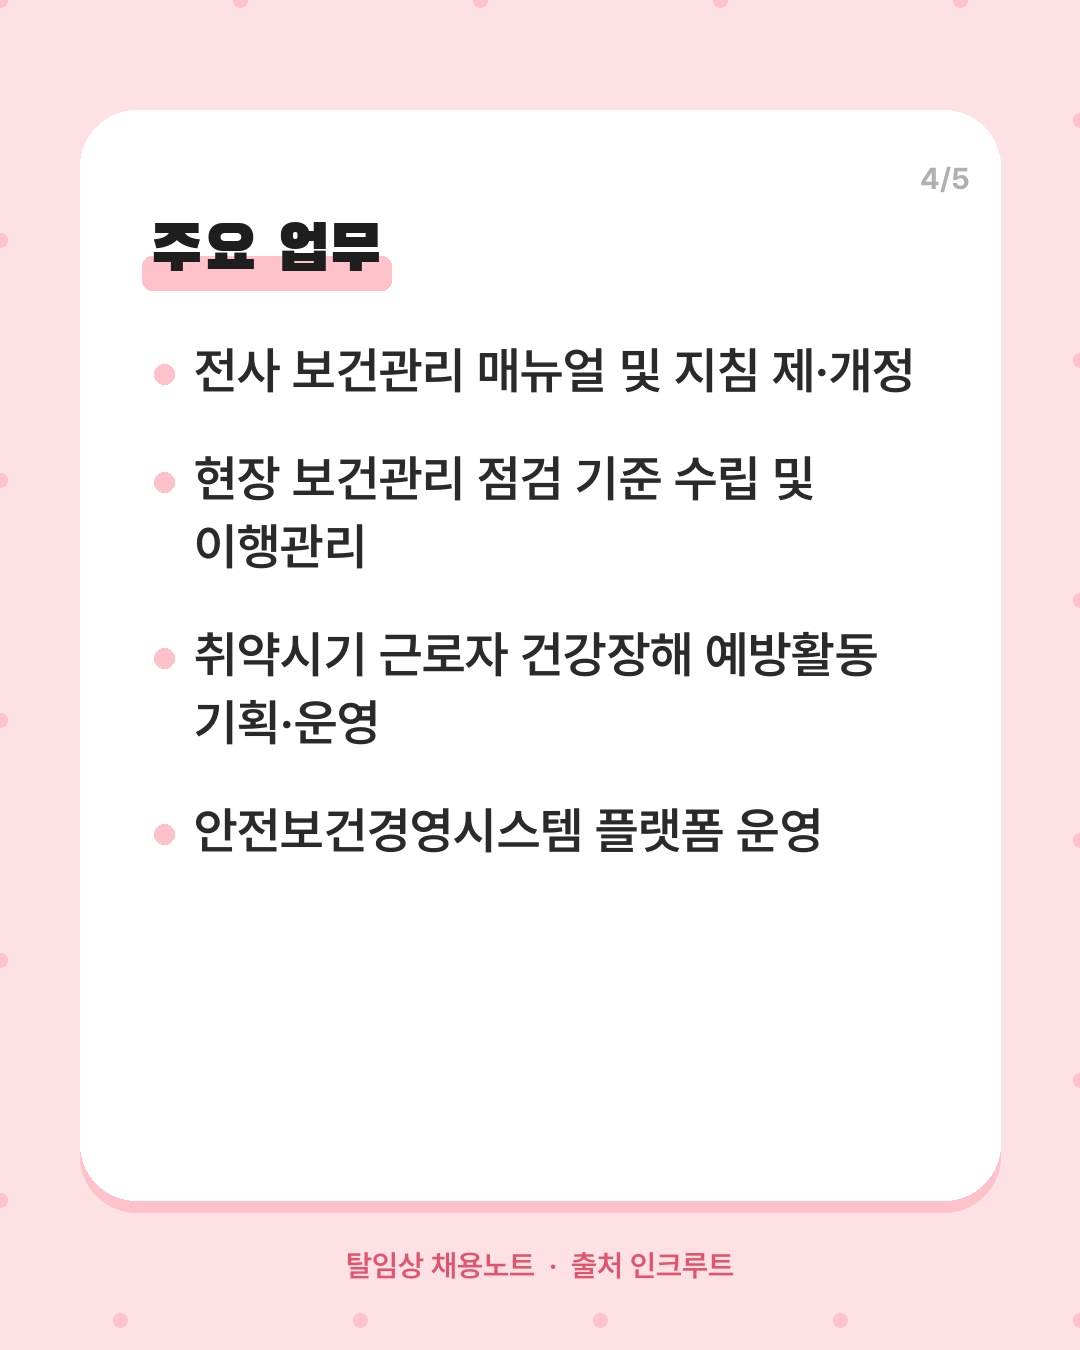 4/5
주요 업무
전사 보건관리 매뉴얼 및 지침 제·개정
현장 보건관리 점검 기준 수립 및
이행관리
취약시기 근로자 건강장해 예방활동
기획·운영
안전보건경영시스템 플랫폼 운영
탈임상 채용노트 · 출처 인크루트